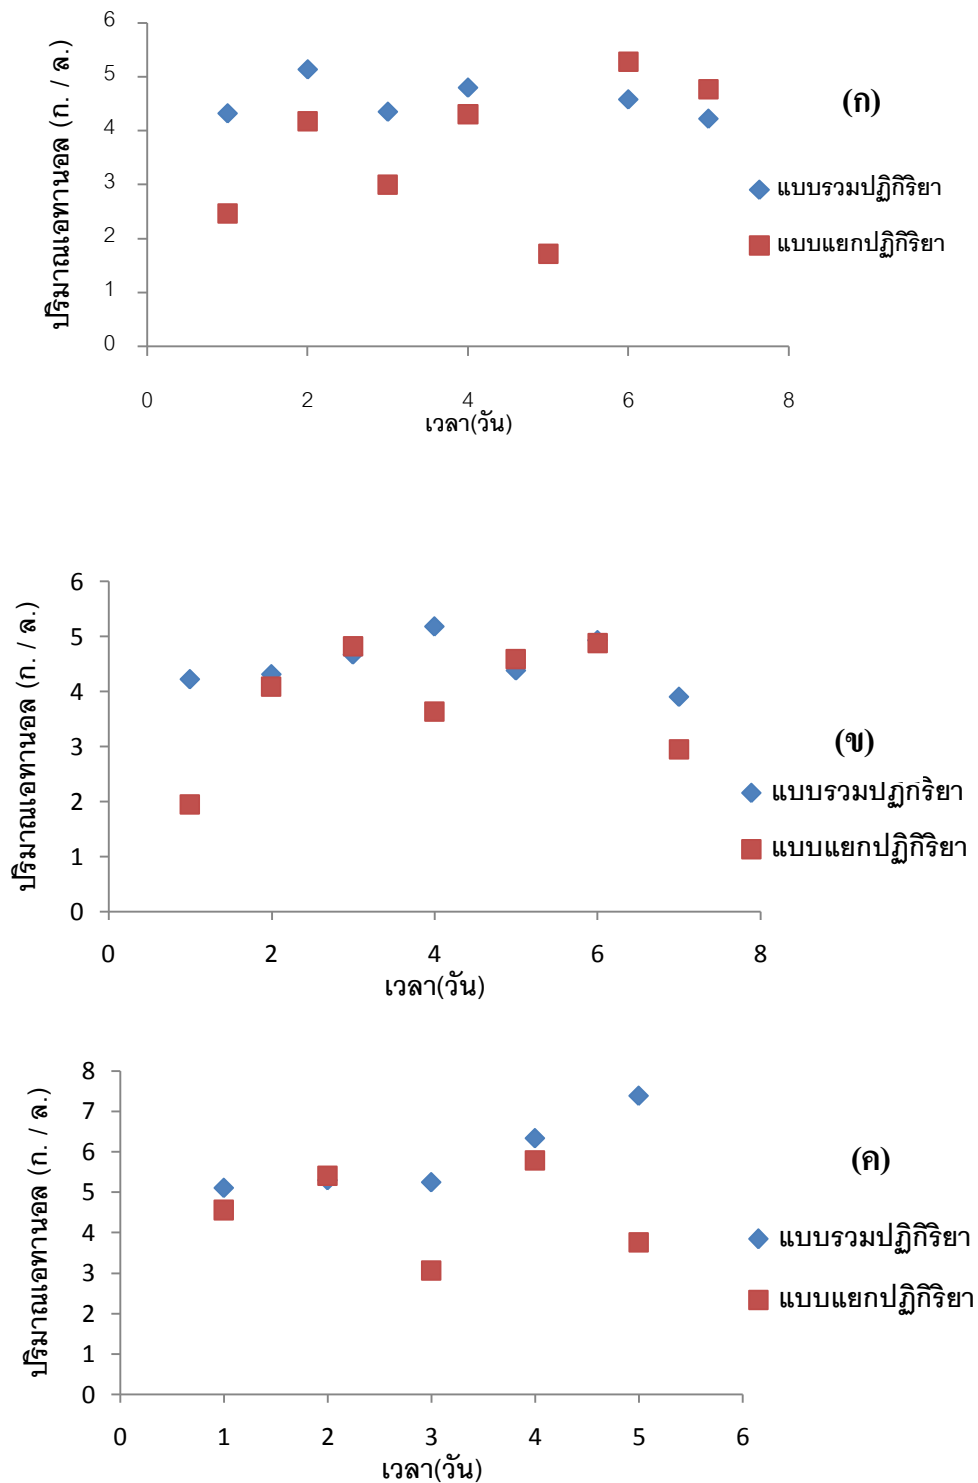 6
5
4
3
2
1
0
ปริมาณเอทานอล (ก. / ล.)
0 2 4 6 8
เวลา(วัน)
(ก)
แบบรวมปฏิกิริยา
แบบแยกปฏิกิริยา
6
5
4
3
2
1
0
ปริมาณเอทานอล (ก. / ล.)
0 2 4 6 8
เวลา(วัน)
(ข)
แบบรวมปฏิกิริยา
แบบแยกปฏิกิริยา
8
7
6
5
4
3
2
1
0
ปริมาณเอทานอล (ก. / ล.)
0 1 2 3 4 5 6
เวลา(วัน)
(ค)
แบบรวมปฏิกิริยา
แบบแยกปฏิกิริยา